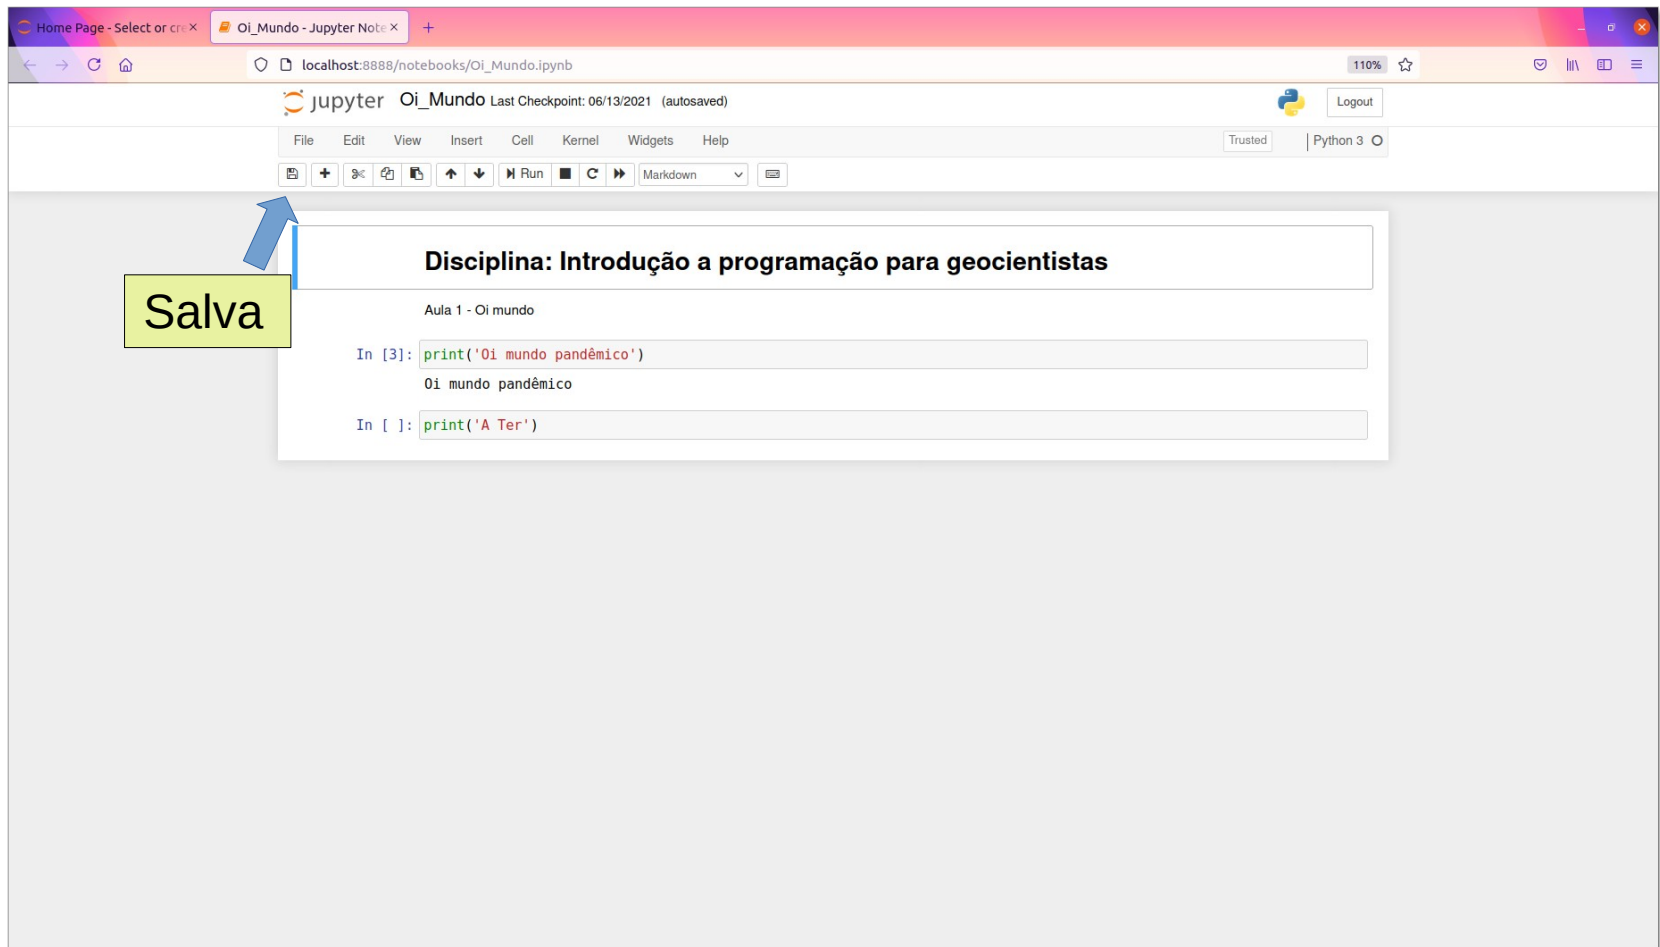 Home Page - Select or cre
Oi_Mundo - Jupyter Note
localhost:8888/notebooks/Oi_Mundo.ipynb
110%
jupyter Oi_Mundo Last Checkpoint: 06/13/2021 (autosaved)
Logout
File Edit View Insert Cell Kernel Widgets Help
Trusted
Python 3
Run
Markdown
Disciplina: Introdução a programação para geocientistas
Salva
Aula 1 - Oi mundo
In [3]: print('Oi mundo pandêmico')
Oi mundo pandêmico
In [ ]: print('A Ter')